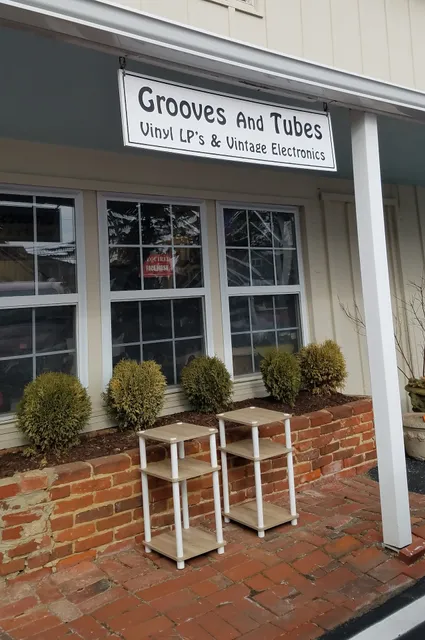 Grooves And Tubes
Vinyl LP's & Vintage Electronics